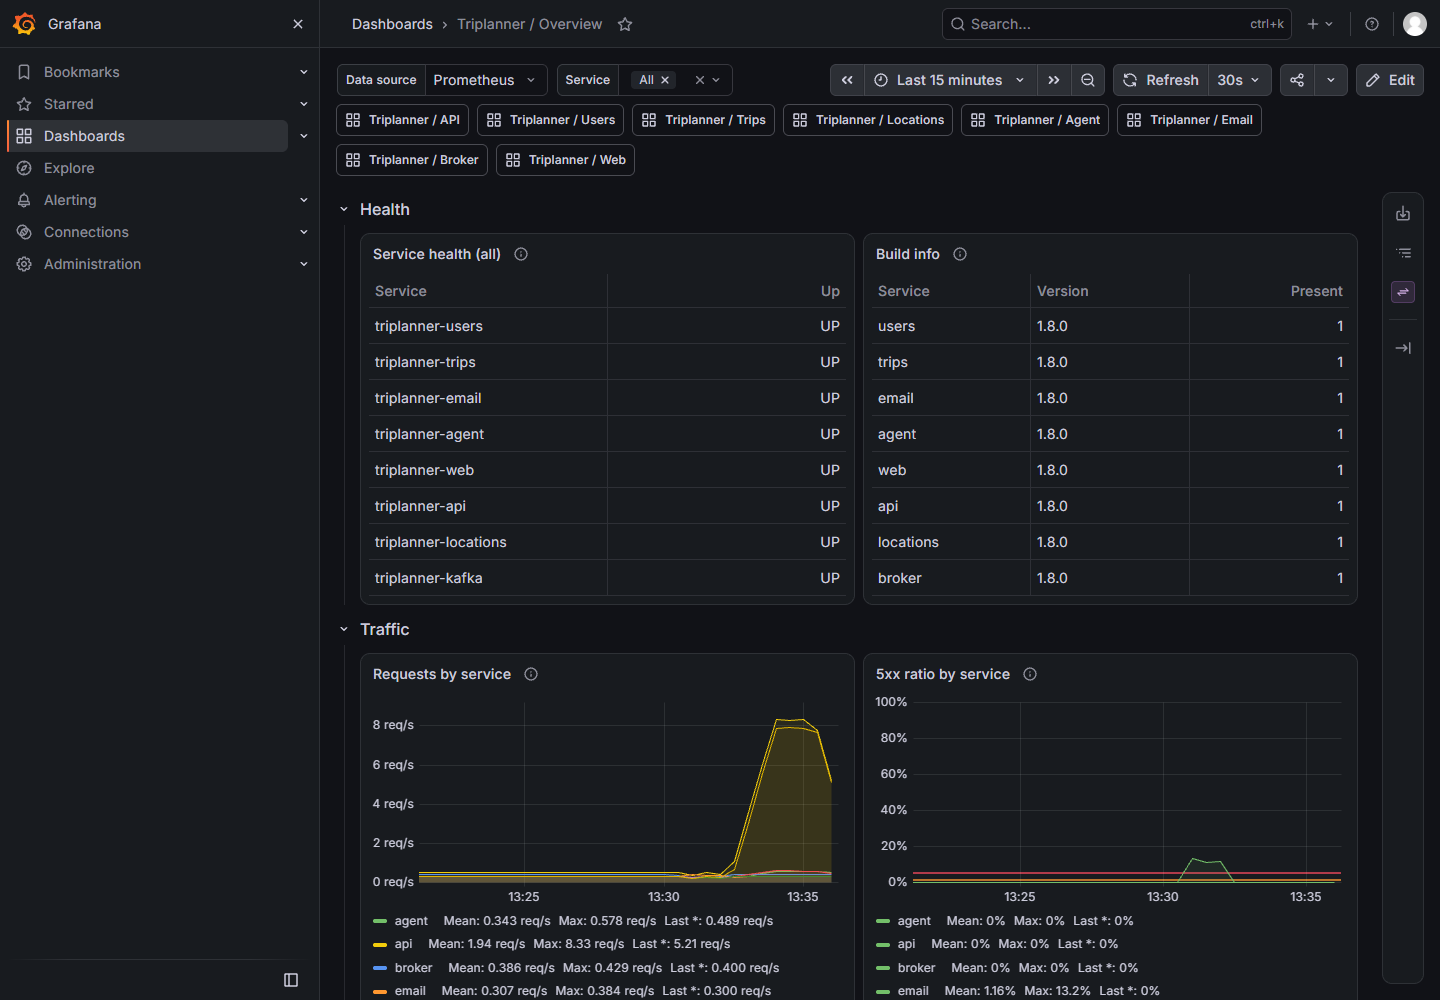 Grafana
Dashboards › Triplanner / Overview
Search...
ctrl+k
Bookmarks
Starred
Dashboards
Explore
Alerting
Connections
Administration
Data source
Prometheus
Service
All
Last 15 minutes
Refresh
30s
Edit
Triplanner / API
Triplanner / Users
Triplanner / Trips
Triplanner / Locations
Triplanner / Agent
Triplanner / Email
Triplanner / Broker
Triplanner / Web
Health
Service health (all)
Service Up
triplanner-users UP
triplanner-trips UP
triplanner-email UP
triplanner-agent UP
triplanner-web UP
triplanner-api UP
triplanner-locations UP
triplanner-kafka UP
Build info
Service Version Present
users 1.8.0 1
trips 1.8.0 1
email 1.8.0 1
agent 1.8.0 1
web 1.8.0 1
api 1.8.0 1
locations 1.8.0 1
broker 1.8.0 1
Traffic
Requests by service
8 req/s
6 req/s
4 req/s
2 req/s
0 req/s
13:25 13:30 13:35
agent Mean: 0.343 req/s Max: 0.578 req/s Last *: 0.489 req/s
api Mean: 1.94 req/s Max: 8.33 req/s Last *: 5.21 req/s
broker Mean: 0.386 req/s Max: 0.429 req/s Last *: 0.400 req/s
email Mean: 0.307 req/s Max: 0.384 req/s Last *: 0.300 req/s
5xx ratio by service
100%
80%
60%
40%
20%
0%
13:25 13:30 13:35
agent Mean: 0% Max: 0% Last *: 0%
api Mean: 0% Max: 0% Last *: 0%
broker Mean: 0% Max: 0% Last *: 0%
email Mean: 1.16% Max: 13.2% Last *: 0%